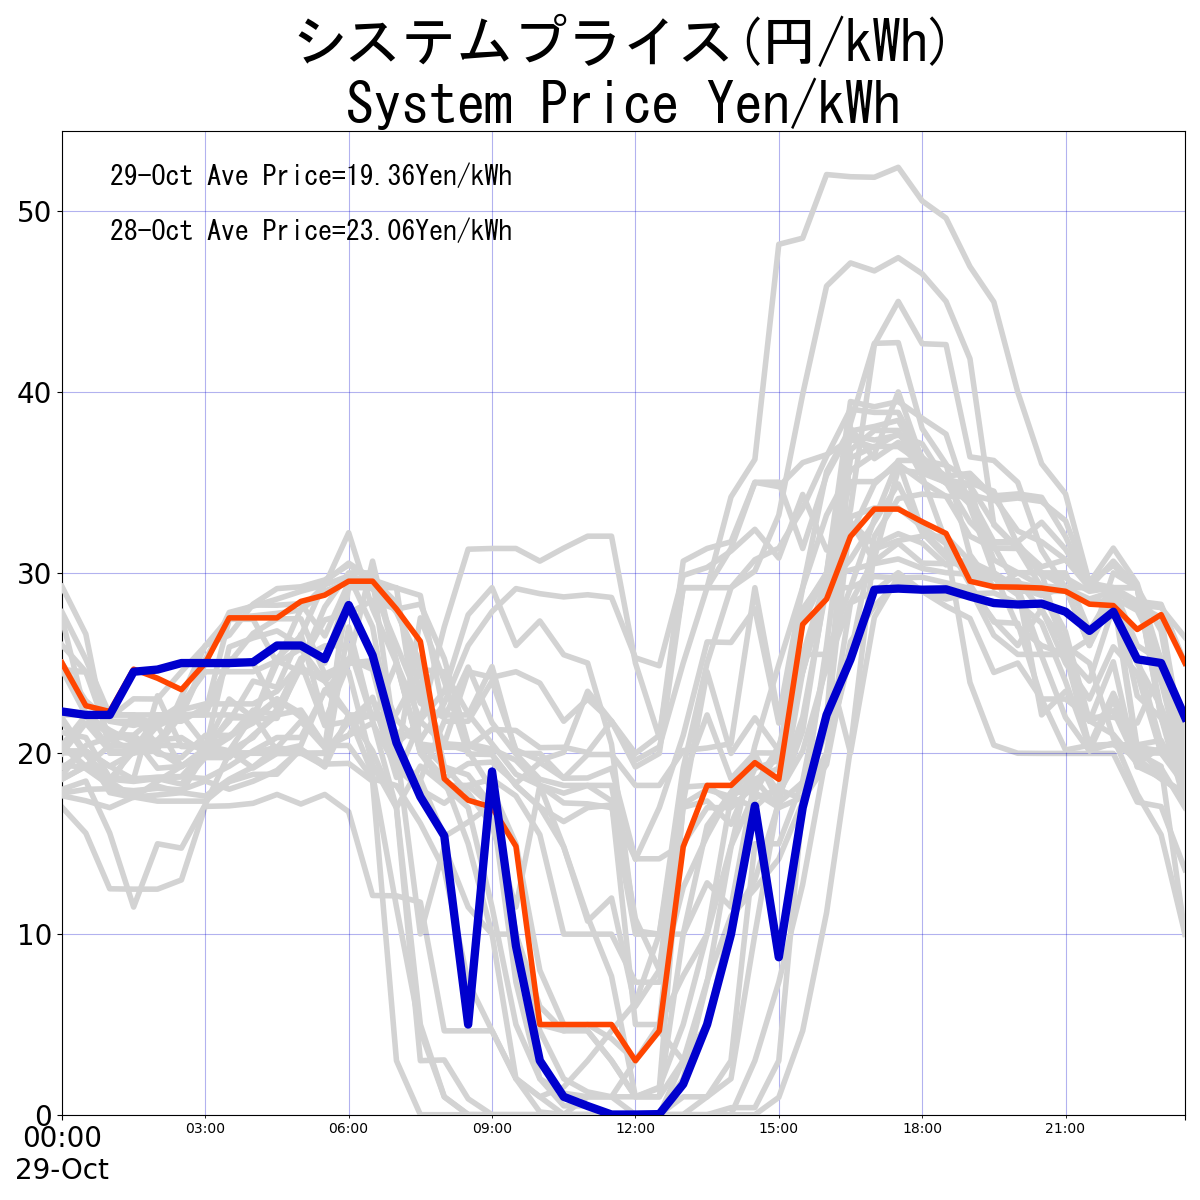 システムプライス(円/kWh)
System Price Yen/kWh
29-Oct Ave Price=19.36Yen/kWh
28-Oct Ave Price=23.06Yen/kWh
50
40
30
20
10
0
00:00 03:00 06:00 09:00 12:00 15:00 18:00 21:00
29-Oct